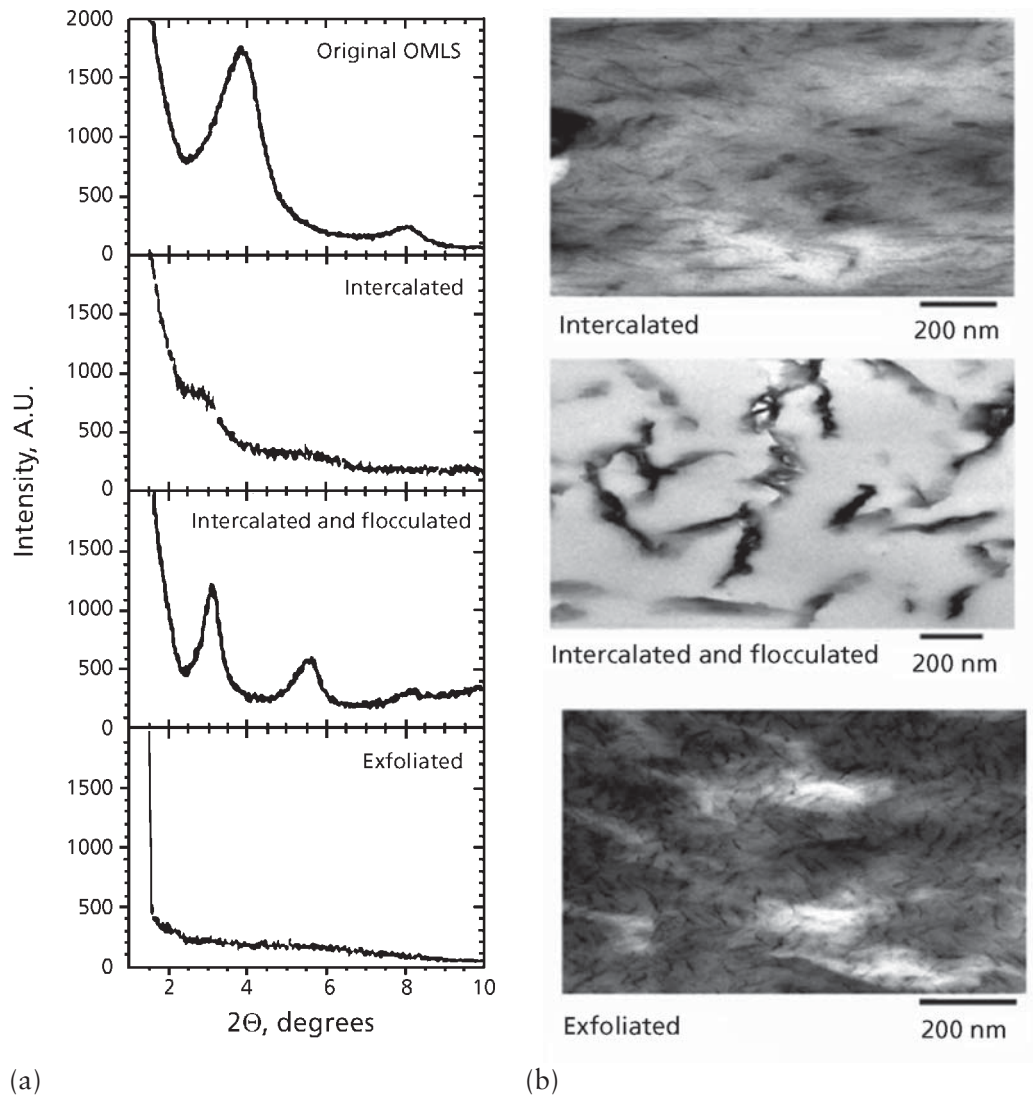 2000
1500
1000
500
0
Original OMLS
1500
1000
500
0
Intercalated
1500
1000
500
0
Intercalated and flocculated
1500
1000
500
0
Exfoliated
2 4 6 8 10
2Θ, degrees
Intensity, A.U.
(a)
Intercalated
200 nm
Intercalated and flocculated
200 nm
Exfoliated
200 nm
(b)